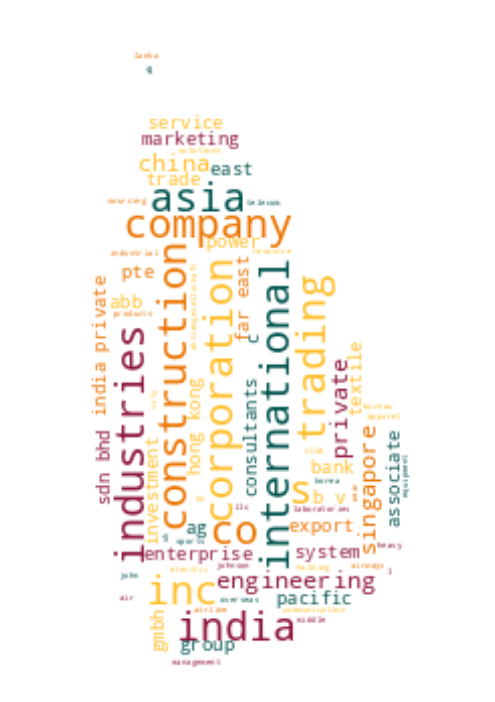 lanka
g
service
marketing
solutions
china
east
trade
asia
sourcing
telecom
company
power
resource
industrial
pte
far east
construction
corporation
international
trading
abb
products
india private
industries
c
hong kong
consultants
private
textile
bureau
apparel
investment
sdn bhd
singapore
associate
equipment
club
bank
korea
s
b v
llc
laboratories
co
ag
export
sports
enterprise
system
heavy
johnson
electric
holding
airways
l
john
engineering
inc
air
overseas
pacific
airline
communication
india
middle
gmbh
group
management